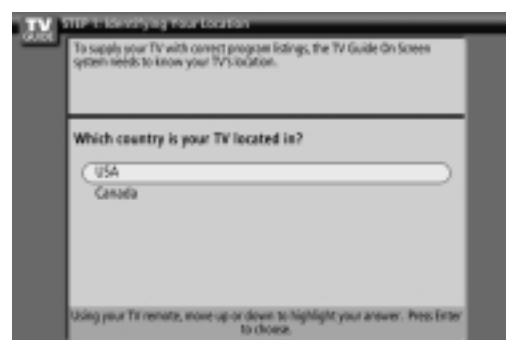 TV
GUIDE
STEP 1: Identifying Your Location
To supply your TV with correct program listings, the TV Guide On Screen
system needs to know your TV's location.
Which country is your TV located in?
USA
Canada
Using your TV remote, move up or down to highlight your answer. Press Enter
to choose.